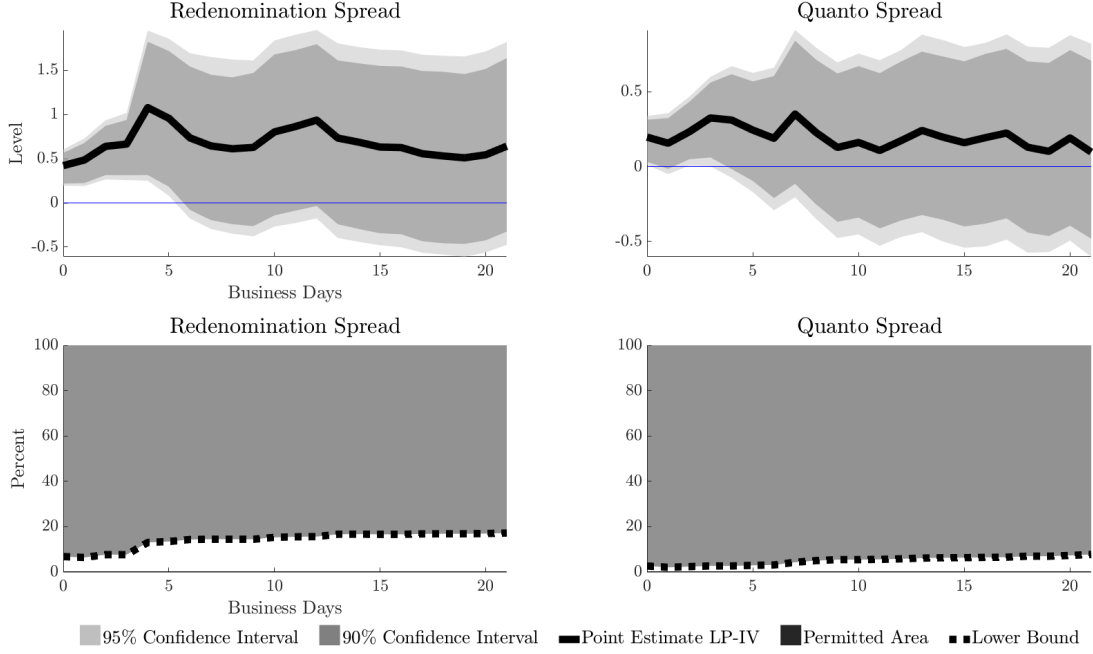 Redenomination Spread
Quanto Spread
Level
1.5
1
0.5
0
-0.5
0 5 10 15 20
Business Days
0.5
0
-0.5
0 5 10 15 20
Redenomination Spread
Quanto Spread
Percent
100
80
60
40
20
0
0 5 10 15 20
Business Days
100
80
60
40
20
0
0 5 10 15 20
95% Confidence Interval 90% Confidence Interval Point Estimate LP-IV Permitted Area Lower Bound